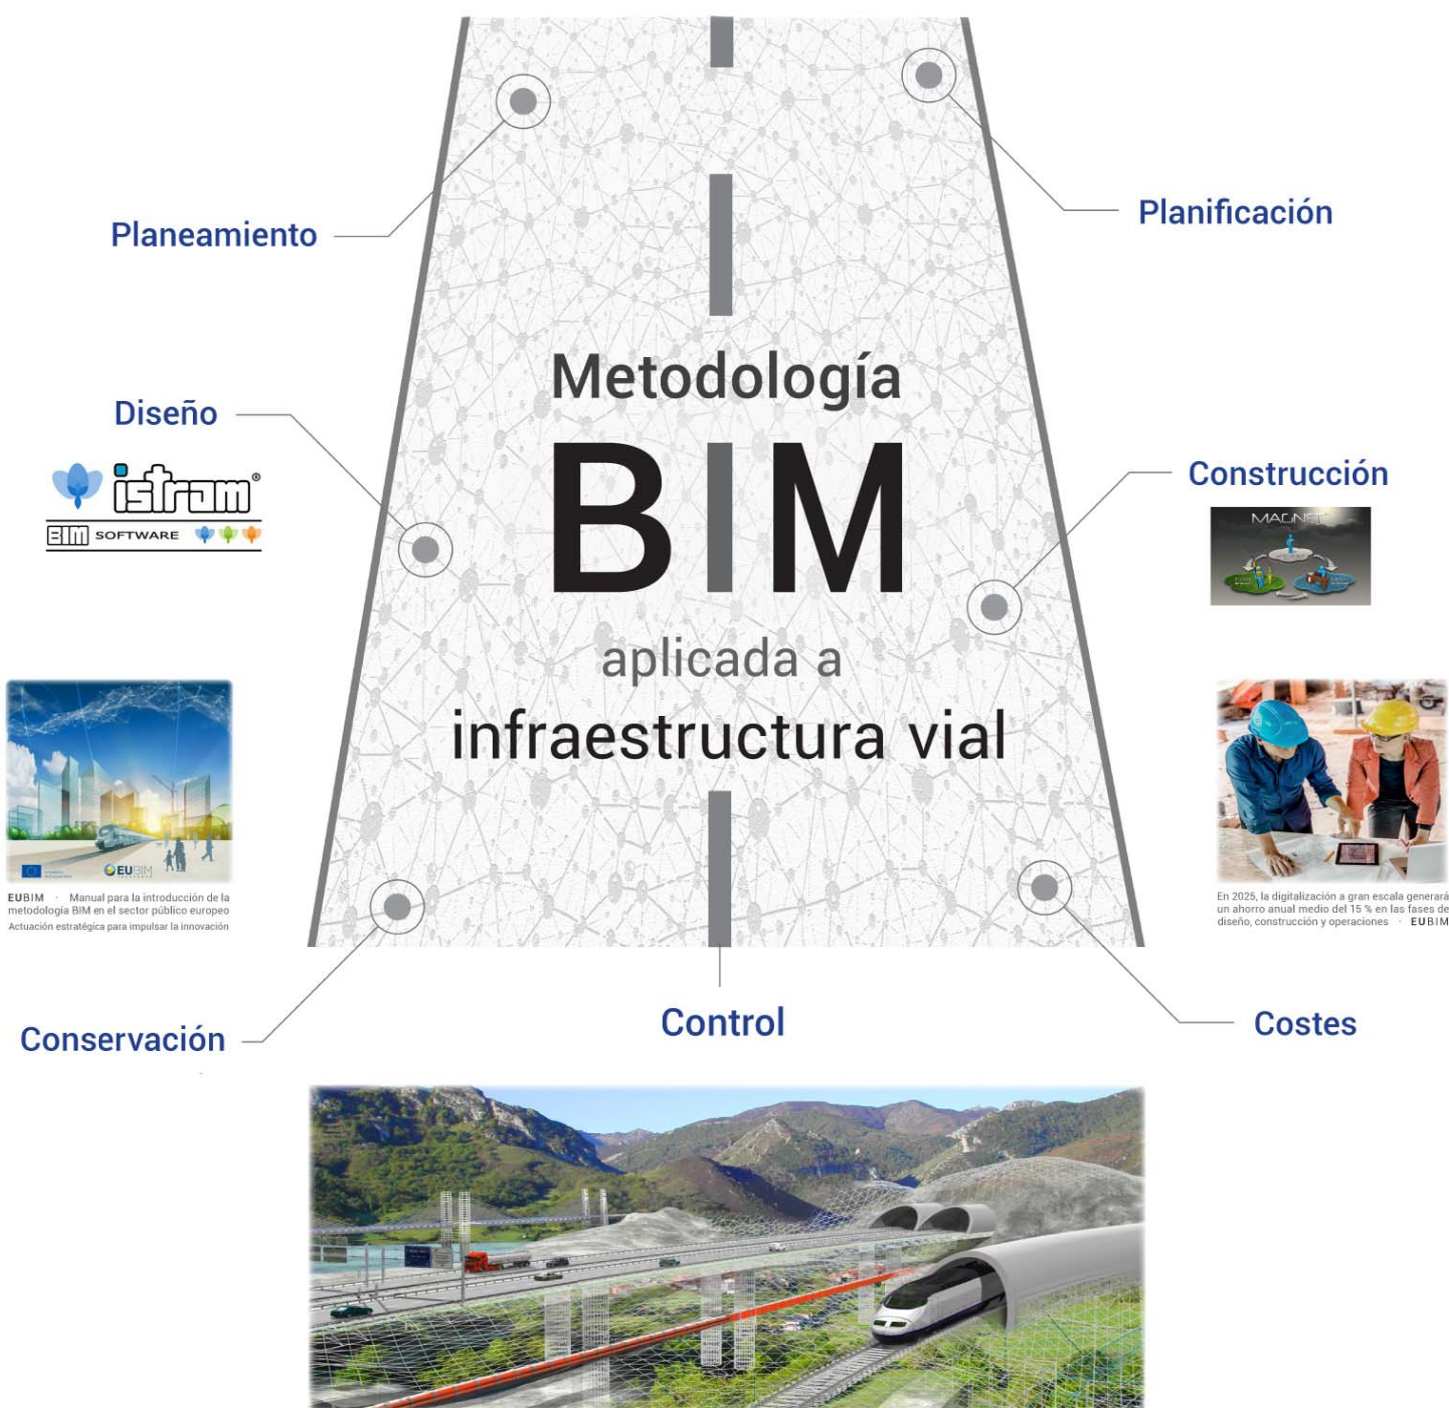 Planeamiento
Planificación
Metodología
BIM
aplicada a
infraestructura vial
Diseño
istram®
BIM SOFTWARE
Construcción
MAGNET
EUBIM
EUBIM · Manual para la introducción de la
metodología BIM en el sector público europeo
Actuación estratégica para impulsar la innovación
En 2025, la digitalización a gran escala generará
un ahorro anual medio del 15 % en las fases de
diseño, construcción y operaciones · EUBIM
Conservación
Control
Costes